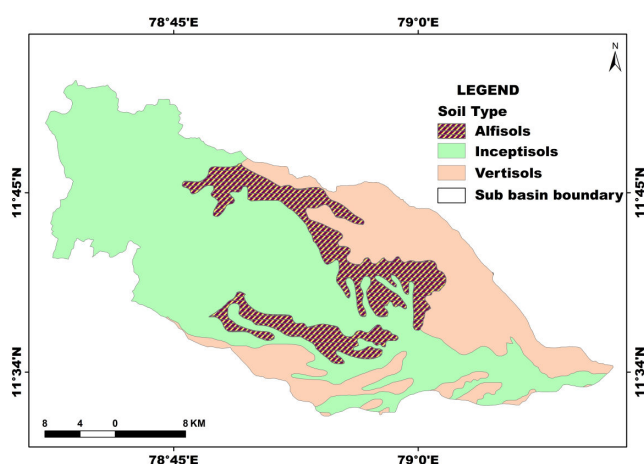 78°45'E 79°0'E
N
LEGEND
Soil Type
Alfisols
Inceptisols
Vertisols
Sub basin boundary
11°45'N 11°45'N
11°34'N 11°34'N
8 4 0 8 KM
78°45'E 79°0'E